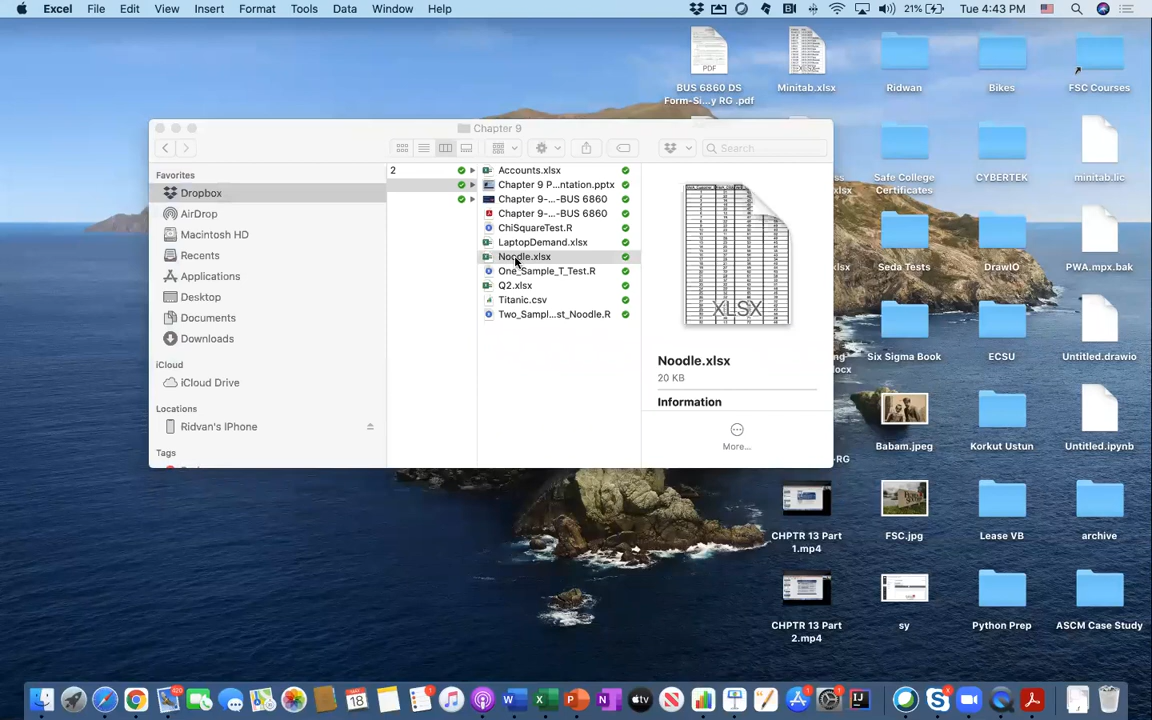 Excel File Edit View Insert Format Tools Data Window Help 21% Tue 4:43 PM
BUS 6860 DS Form-Si...y RG .pdf
PDF
Minitab.xlsx
Ridwan
Bikes
FSC Courses
Chapter 9
Search
Favorites
Dropbox
AirDrop
Macintosh HD
Recents
Applications
Desktop
Documents
Downloads
iCloud
iCloud Drive
Locations
Ridvan's IPhone
Tags
2
Accounts.xlsx
Chapter 9 P...ntation.pptx
Chapter 9-...-BUS 6860
Chapter 9-...-BUS 6860
ChiSquareTest.R
LaptopDemand.xlsx
Noodle.xlsx
One_Sample_T_Test.R
Q2.xlsx
Titanic.csv
Two_Sampl...st_Noodle.R
XLSX
Noodle.xlsx
20 KB
Information
More...
Safe College
Certificates
CYBERTEK
minitab.lic
Seda Tests
DrawIO
PWA.mpx.bak
Six Sigma Book
ECSU
Untitled.drawio
Babam.jpeg
Korkut Ustun
Untitled.ipynb
-RG
CHPTR 13 Part
1.mp4
FSC.jpg
Lease VB
archive
CHPTR 13 Part
2.mp4
sy
Python Prep
ASCM Case Study